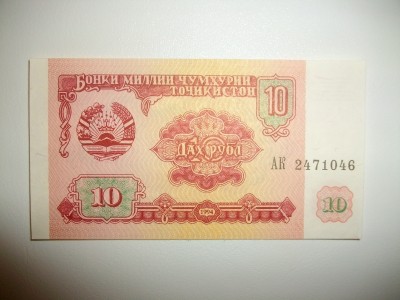 БОНКИ МИЛЛИИ ҶУМҲУРИИ
ТОҶИКИСТОН
10
ДАҲ РУБЛ
АК 2471046
10
1994
10